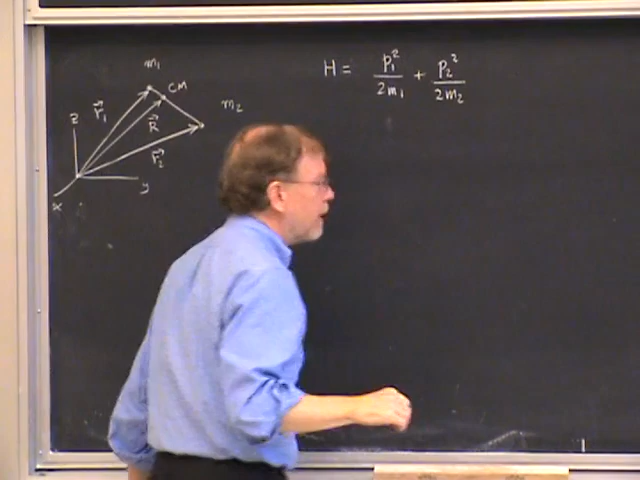 m₁
CM
m₂
r⃗₁
R⃗
r⃗₂
z
y
x
H = p₁²/2m₁ + p₂²/2m₂